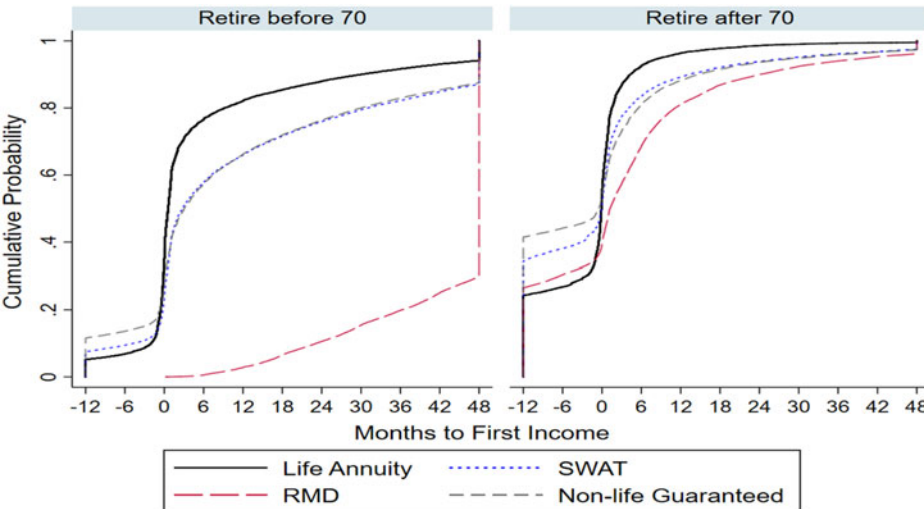 Retire before 70
Retire after 70
Cumulative Probability
0 .2 .4 .6 .8 1
-12 -6 0 6 12 18 24 30 36 42 48
-12 -6 0 6 12 18 24 30 36 42 48
Months to First Income
Life Annuity
SWAT
RMD
Non-life Guaranteed